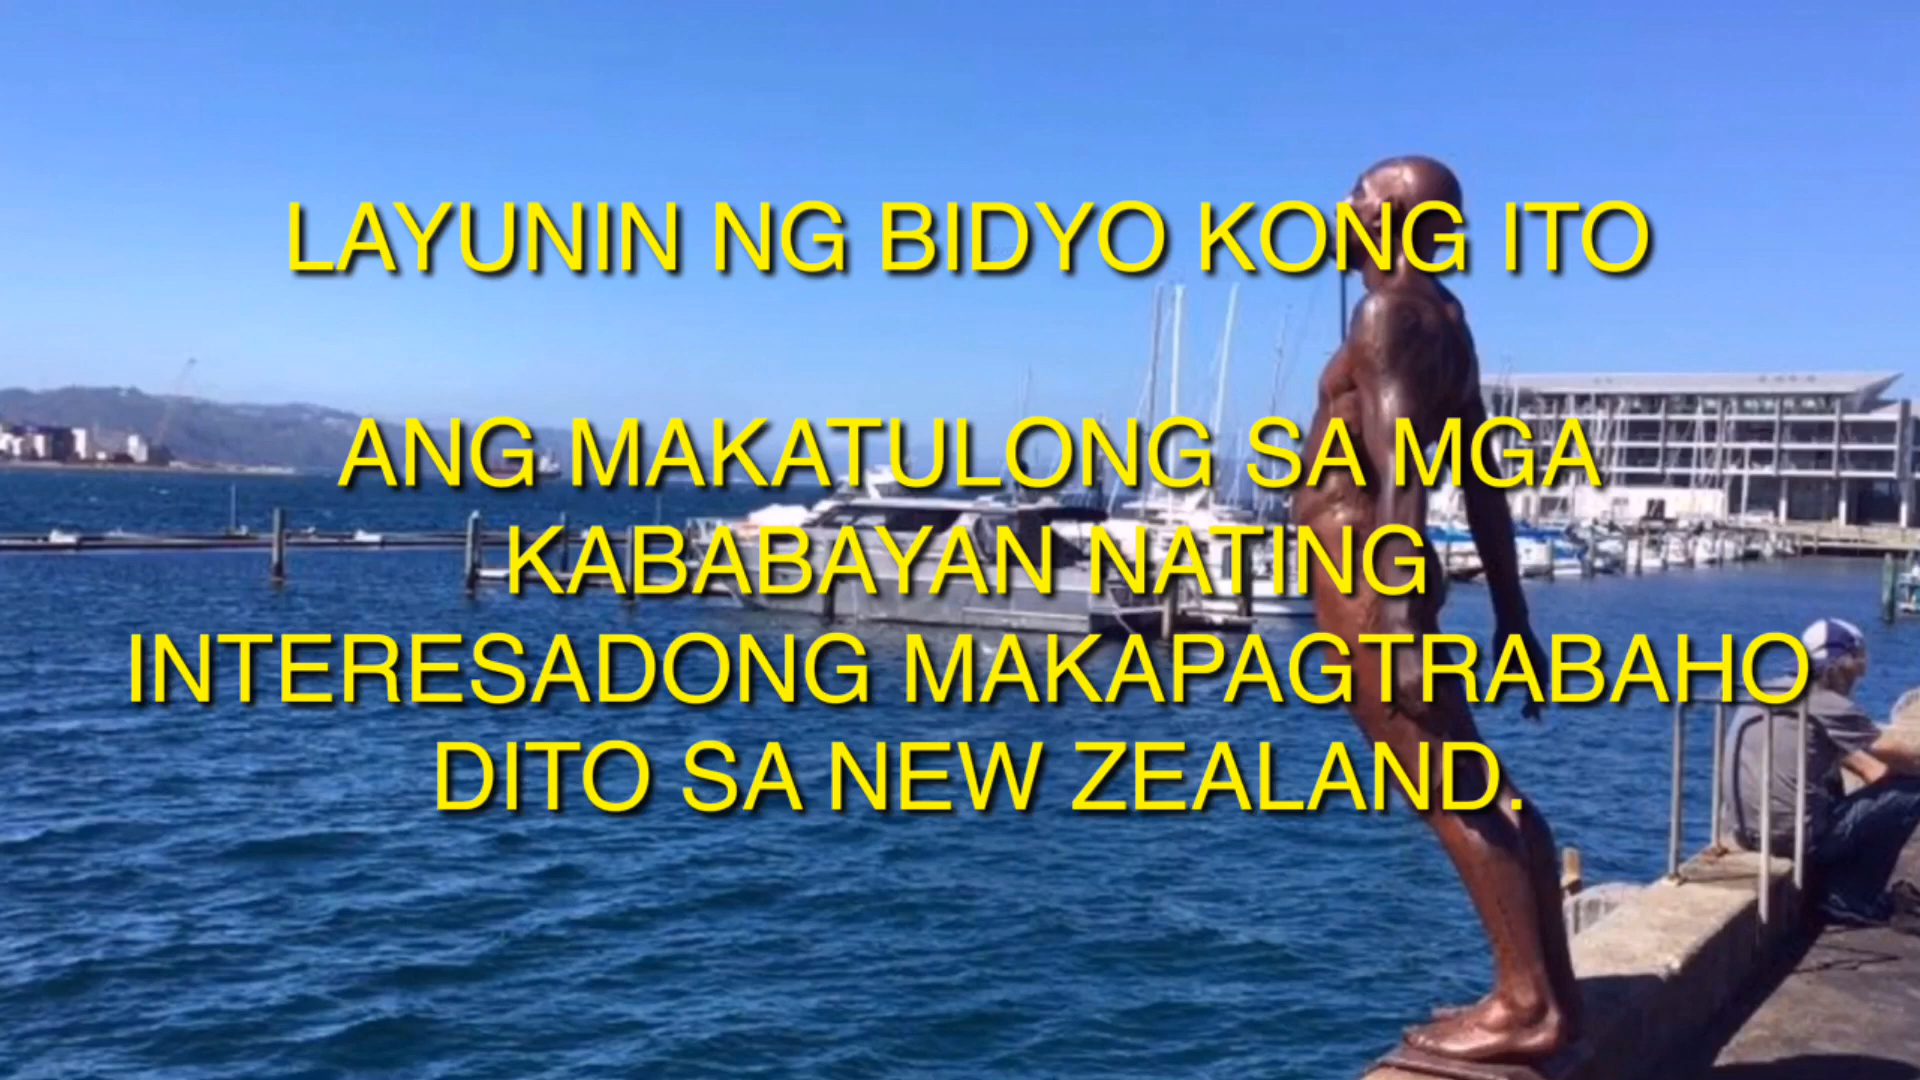 LAYUNIN NG BIDYO KONG ITO
ANG MAKATULONG SA MGA
KABABAYAN NATING
INTERESADONG MAKAPAGTRABAHO
DITO SA NEW ZEALAND.